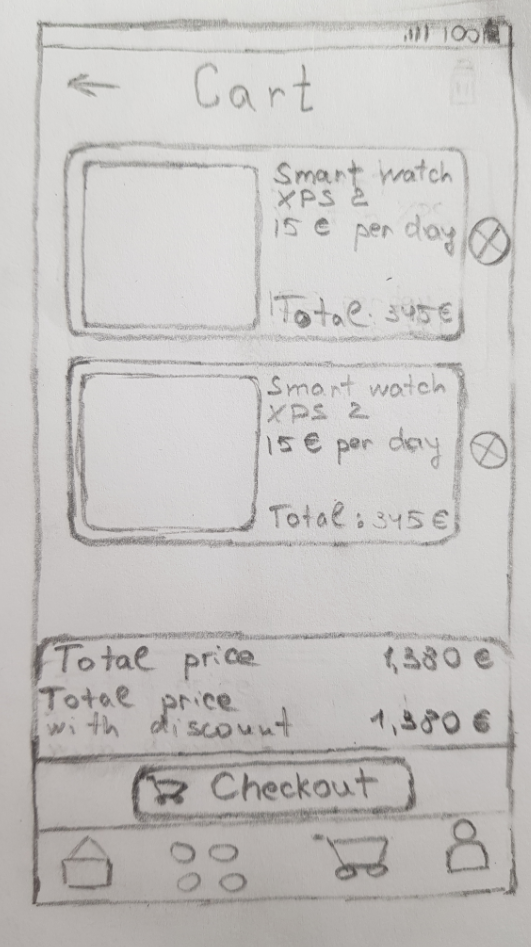 100
Cart
Smart watch
XPS 2
15 € per day
Total: 345€
Smart watch
XPS 2
15 € per day
Total: 345€
Total price 1,380 €
Total price
with discount 1,380 €
Checkout